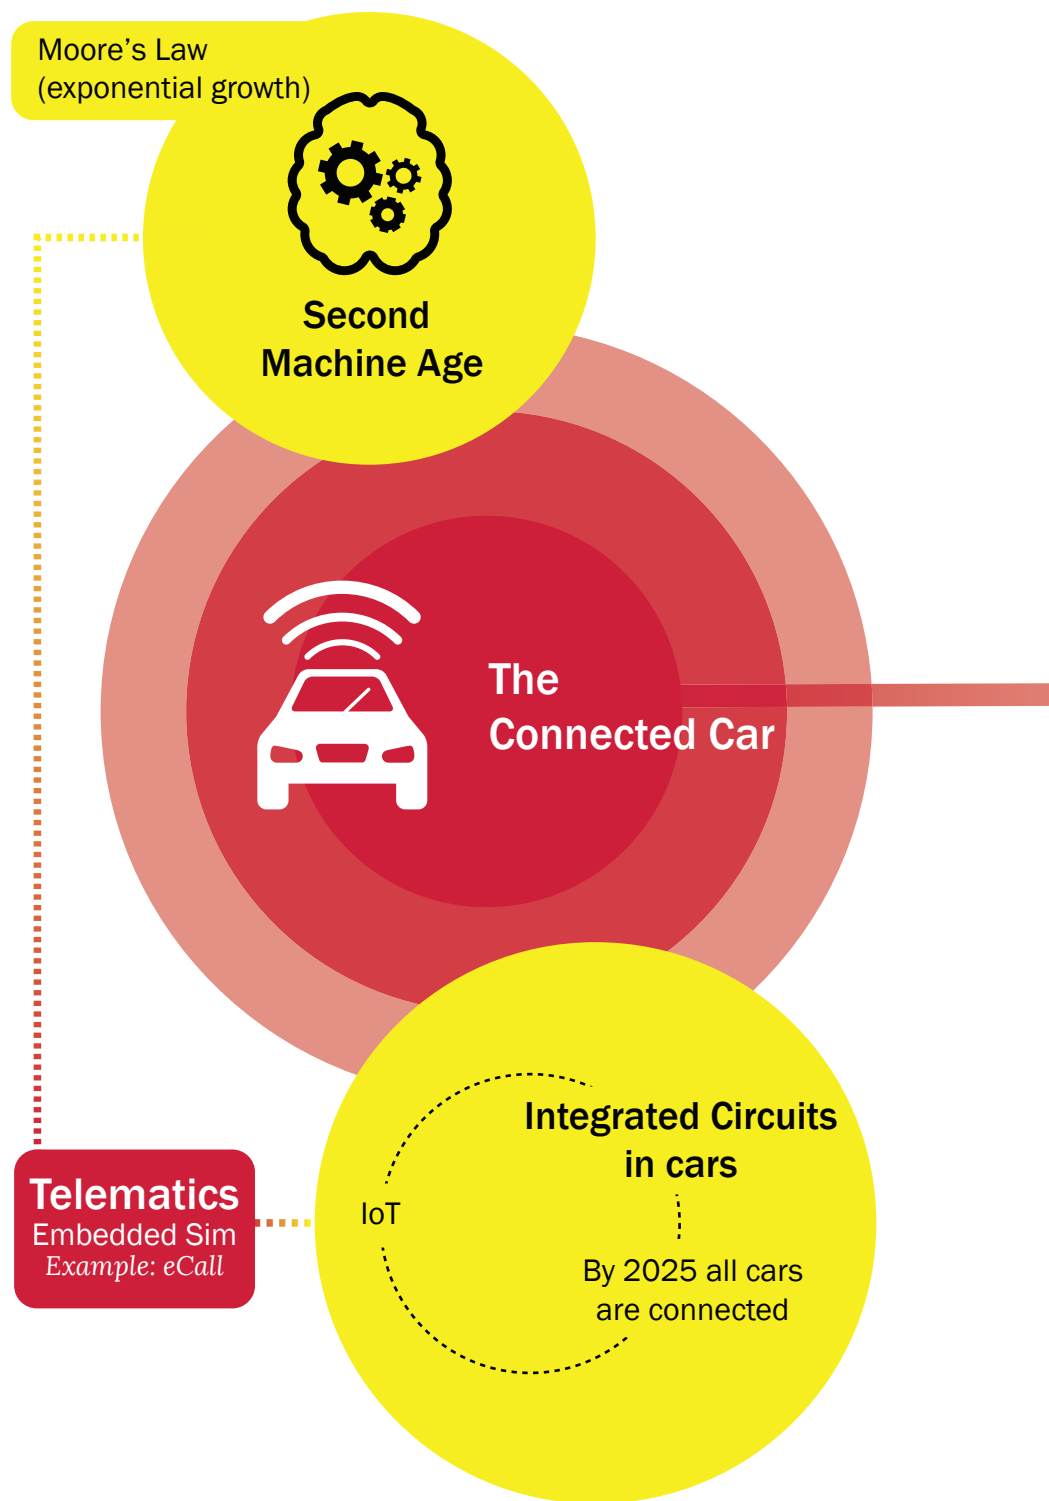 Moore’s Law
(exponential growth)
Second
Machine Age
The
Connected Car
Integrated Circuits
in cars
IoT
By 2025 all cars
are connected
Telematics
Embedded Sim
Example: eCall